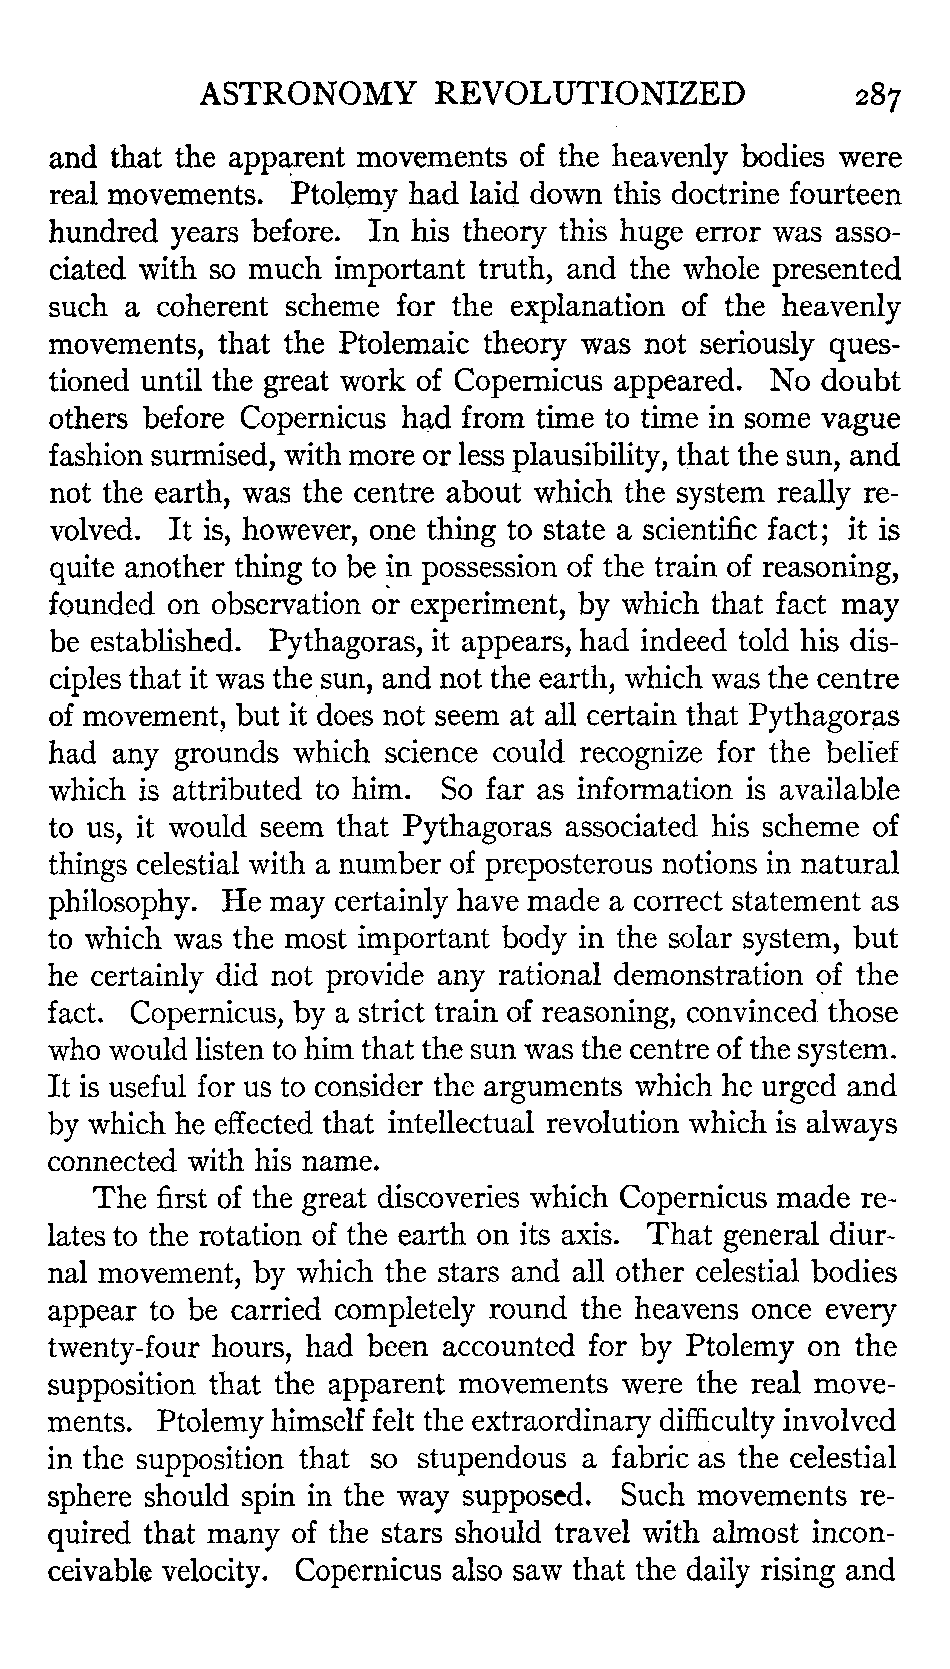 ASTRONOMY REVOLUTIONIZED 287
and that the apparent movements of the heavenly bodies were
real movements. Ptolemy had laid down this doctrine fourteen
hundred years before. In his theory this huge error was asso-
ciated with so much important truth, and the whole presented
such a coherent scheme for the explanation of the heavenly
movements, that the Ptolemaic theory was not seriously ques-
tioned until the great work of Copernicus appeared. No doubt
others before Copernicus had from time to time in some vague
fashion surmised, with more or less plausibility, that the sun, and
not the earth, was the centre about which the system really re-
volved. It is, however, one thing to state a scientific fact; it is
quite another thing to be in possession of the train of reasoning,
founded on observation or experiment, by which that fact may
be established. Pythagoras, it appears, had indeed told his dis-
ciples that it was the sun, and not the earth, which was the centre
of movement, but it does not seem at all certain that Pythagoras
had any grounds which science could recognize for the belief
which is attributed to him. So far as information is available
to us, it would seem that Pythagoras associated his scheme of
things celestial with a number of preposterous notions in natural
philosophy. He may certainly have made a correct statement as
to which was the most important body in the solar system, but
he certainly did not provide any rational demonstration of the
fact. Copernicus, by a strict train of reasoning, convinced those
who would listen to him that the sun was the centre of the system.
It is useful for us to consider the arguments which he urged and
by which he effected that intellectual revolution which is always
connected with his name.
The first of the great discoveries which Copernicus made re-
lates to the rotation of the earth on its axis. That general diur-
nal movement, by which the stars and all other celestial bodies
appear to be carried completely round the heavens once every
twenty-four hours, had been accounted for by Ptolemy on the
supposition that the apparent movements were the real move-
ments. Ptolemy himself felt the extraordinary difficulty involved
in the supposition that so stupendous a fabric as the celestial
sphere should spin in the way supposed. Such movements re-
quired that many of the stars should travel with almost incon-
ceivable velocity. Copernicus also saw that the daily rising and